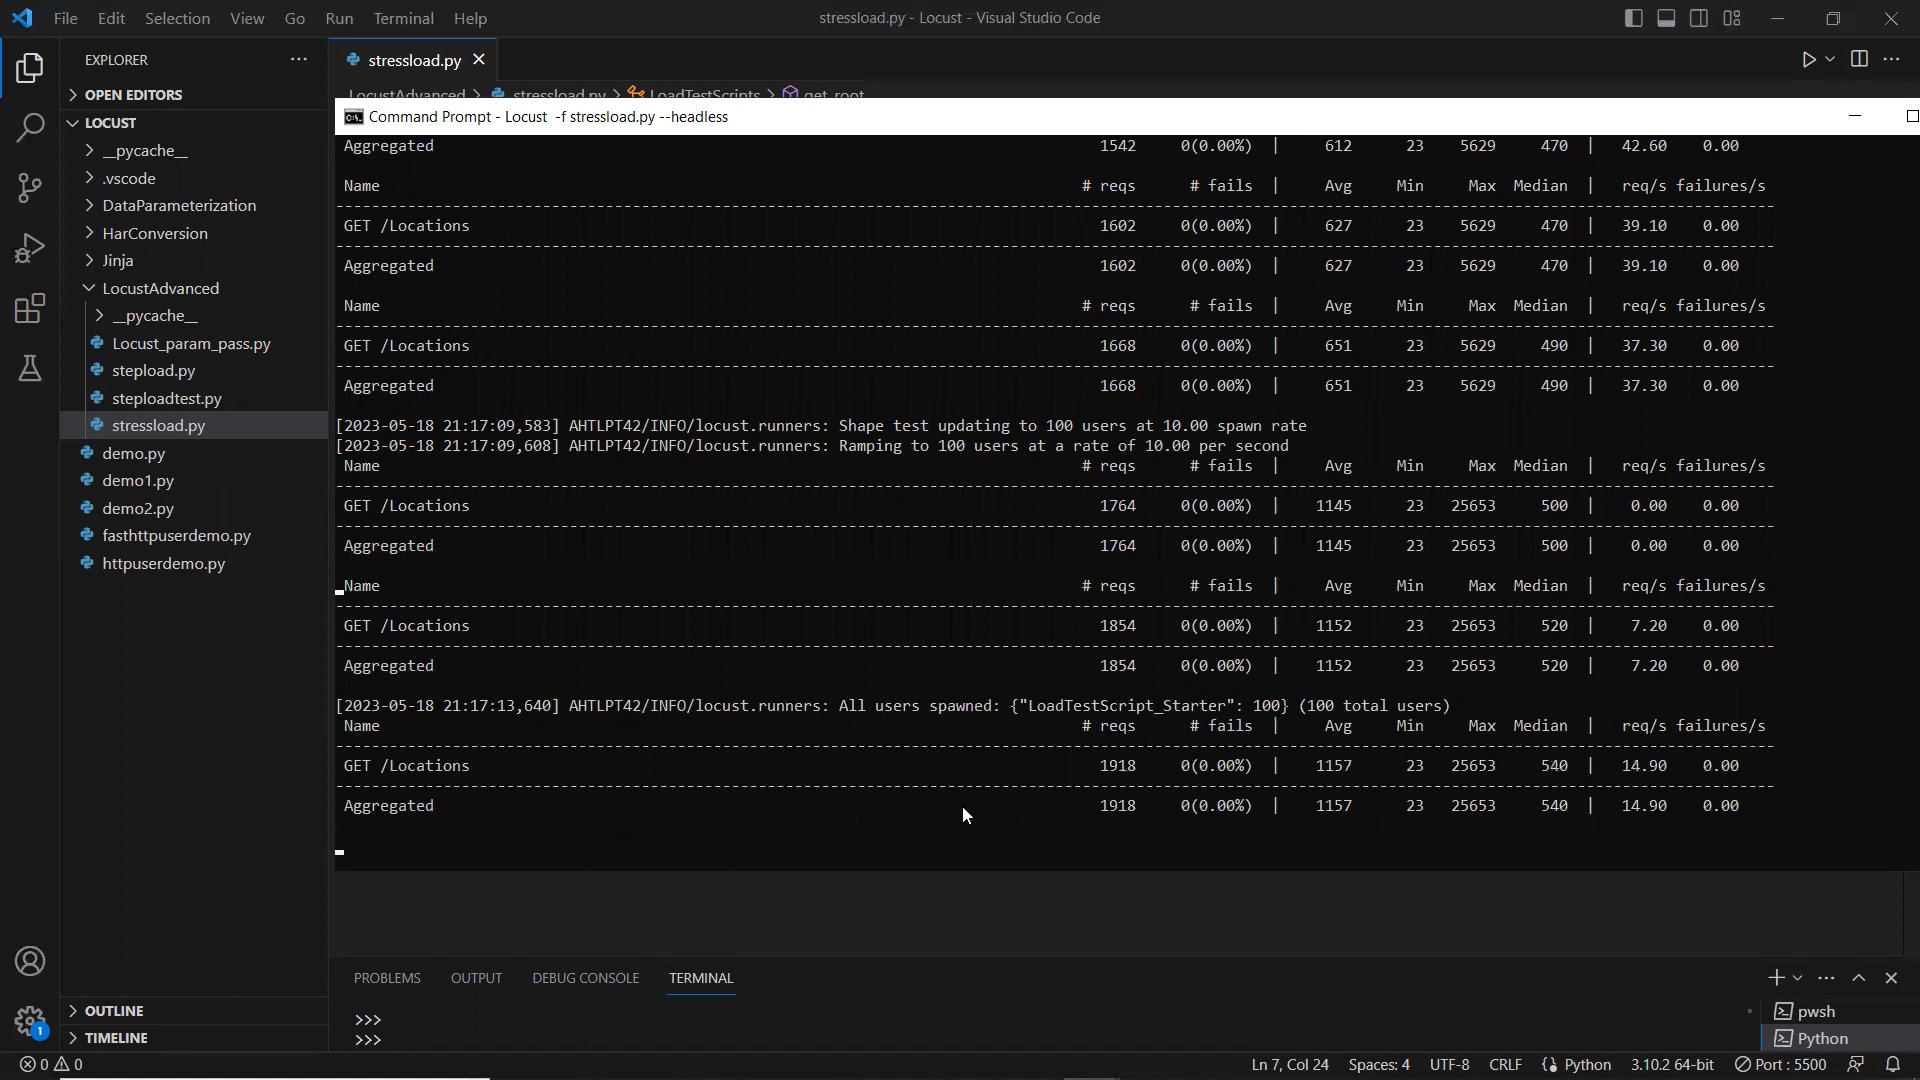 File Edit Selection View Go Run Terminal Help
stressload.py - Locust - Visual Studio Code
EXPLORER
OPEN EDITORS
LOCUST
__pycache__
.vscode
DataParameterization
HarConversion
Jinja
LocustAdvanced
__pycache__
Locust_param_pass.py
stepload.py
steploadtest.py
stressload.py
demo.py
demo1.py
demo2.py
fasthttpuserdemo.py
httpuserdemo.py
OUTLINE
TIMELINE
stressload.py
LocustAdvanced > stressload.py > LoadTestScripts > get_root
Command Prompt - Locust -f stressload.py --headless
Aggregated 1542 0(0.00%) | 612 23 5629 470 | 42.60 0.00
Name # reqs # fails | Avg Min Max Median | req/s failures/s
GET /Locations 1602 0(0.00%) | 627 23 5629 470 | 39.10 0.00
Aggregated 1602 0(0.00%) | 627 23 5629 470 | 39.10 0.00
Name # reqs # fails | Avg Min Max Median | req/s failures/s
GET /Locations 1668 0(0.00%) | 651 23 5629 490 | 37.30 0.00
Aggregated 1668 0(0.00%) | 651 23 5629 490 | 37.30 0.00
[2023-05-18 21:17:09,583] AHTLPT42/INFO/locust.runners: Shape test updating to 100 users at 10.00 spawn rate
[2023-05-18 21:17:09,608] AHTLPT42/INFO/locust.runners: Ramping to 100 users at a rate of 10.00 per second
Name # reqs # fails | Avg Min Max Median | req/s failures/s
GET /Locations 1764 0(0.00%) | 1145 23 25653 500 | 0.00 0.00
Aggregated 1764 0(0.00%) | 1145 23 25653 500 | 0.00 0.00
Name # reqs # fails | Avg Min Max Median | req/s failures/s
GET /Locations 1854 0(0.00%) | 1152 23 25653 520 | 7.20 0.00
Aggregated 1854 0(0.00%) | 1152 23 25653 520 | 7.20 0.00
[2023-05-18 21:17:13,640] AHTLPT42/INFO/locust.runners: All users spawned: {"LoadTestScript_Starter": 100} (100 total users)
Name # reqs # fails | Avg Min Max Median | req/s failures/s
GET /Locations 1918 0(0.00%) | 1157 23 25653 540 | 14.90 0.00
Aggregated 1918 0(0.00%) | 1157 23 25653 540 | 14.90 0.00
PROBLEMS OUTPUT DEBUG CONSOLE TERMINAL
>>>
>>>
pwsh
Python
1
0 0
Ln 7, Col 24 Spaces: 4 UTF-8 CRLF Python 3.10.2 64-bit Port : 5500